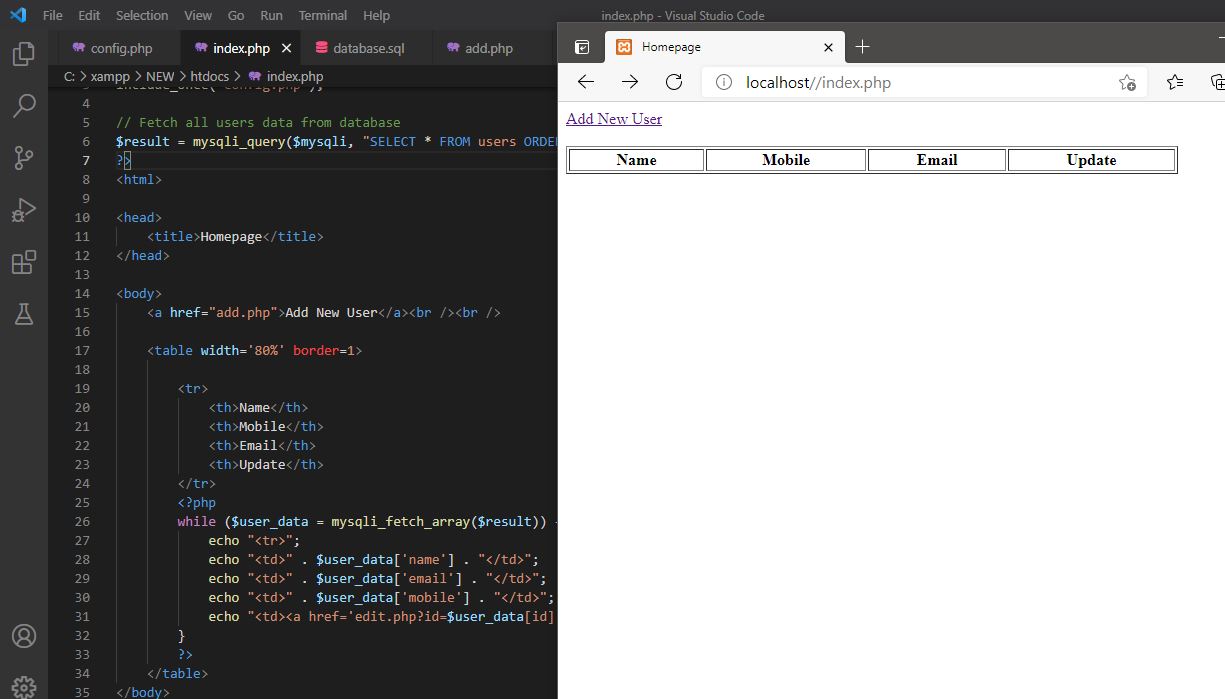 File Edit Selection View Go Run Terminal Help index.php - Visual Studio Code
config.php index.php database.sql add.php
C: > xampp > NEW > htdocs > index.php
4
5 // Fetch all users data from database
6 $result = mysqli_query($mysqli, "SELECT * FROM users ORDE
7 ?>
8 <html>
9
10 <head>
11 <title>Homepage</title>
12 </head>
13
14 <body>
15 <a href="add.php">Add New User</a><br /><br />
16
17 <table width='80%' border=1>
18
19 <tr>
20 <th>Name</th>
21 <th>Mobile</th>
22 <th>Email</th>
23 <th>Update</th>
24 </tr>
25 <?php
26 while ($user_data = mysqli_fetch_array($result))
27 echo "<tr>";
28 echo "<td>" . $user_data['name'] . "</td>";
29 echo "<td>" . $user_data['email'] . "</td>";
30 echo "<td>" . $user_data['mobile'] . "</td>";
31 echo "<td><a href='edit.php?id=$user_data[id]
32 }
33 ?>
34 </table>
35 </body>
Homepage
localhost//index.php
Add New User
Name Mobile Email Update